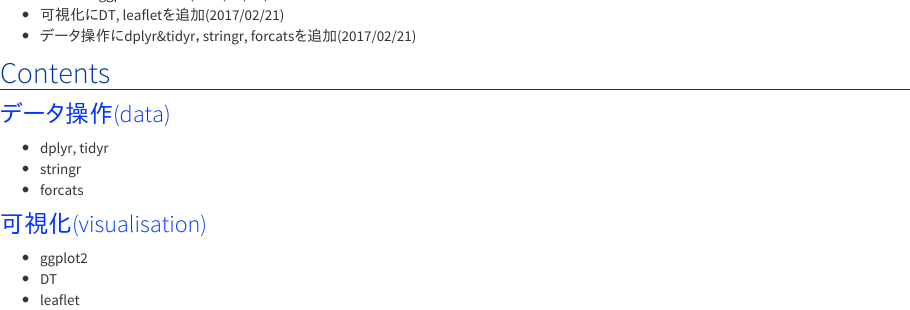 可視化にDT, leafletを追加(2017/02/21)
データ操作にdplyr&tidyr, stringr, forcatsを追加(2017/02/21)
Contents
データ操作(data)
dplyr, tidyr
stringr
forcats
可視化(visualisation)
ggplot2
DT
leaflet